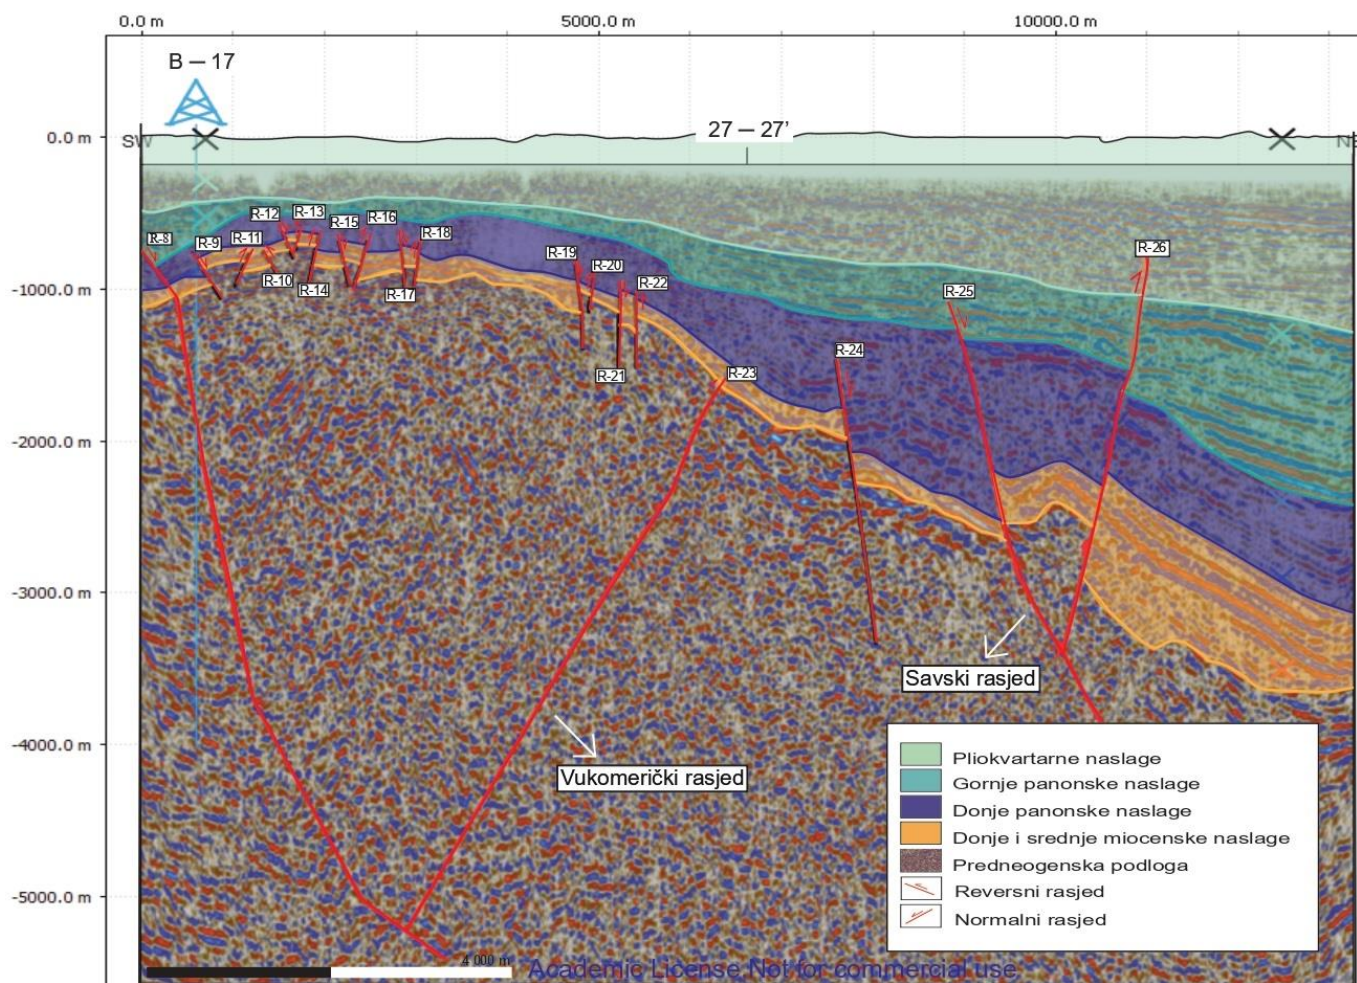 0.0 m 5000.0 m 10000.0 m
B – 17
0.0 m
SW
27 – 27’
R-12 R-13 R-15 R-16
R-8 R-9 R-11 R-18
R-10 R-14 R-17
R-19 R-20 R-22
R-26
-1000.0 m
R-25
R-24
R-21
R-23
-2000.0 m
-3000.0 m
Savski rasjed
-4000.0 m
Vukomerički rasjed
Pliokvartarne naslage
Gornje panonske naslage
Donje panonske naslage
Donje i srednje miocenske naslage
Predneogenska podloga
Reversni rasjed
Normalni rasjed
-5000.0 m
4 000 m
Academic License Not for commercial use